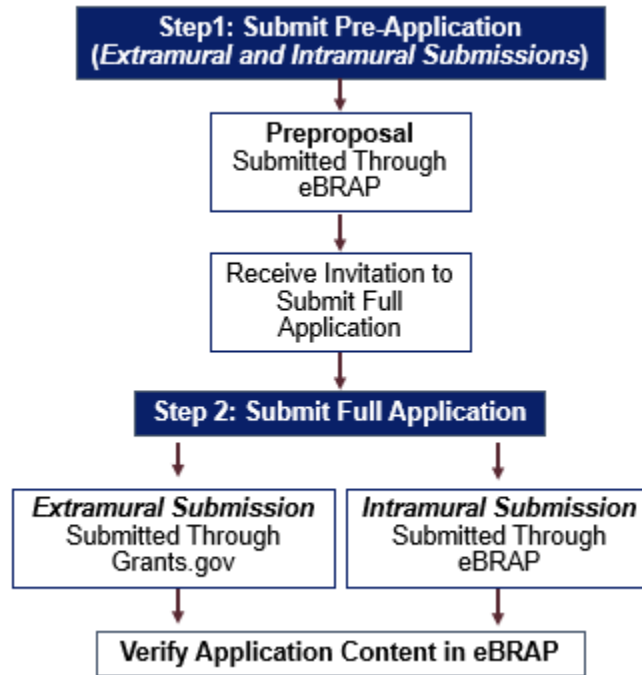 Step1: Submit Pre-Application
(Extramural and Intramural Submissions)
Preproposal
Submitted Through
eBRAP
Receive Invitation to
Submit Full
Application
Step 2: Submit Full Application
Extramural Submission
Submitted Through
Grants.gov
Intramural Submission
Submitted Through
eBRAP
Verify Application Content in eBRAP